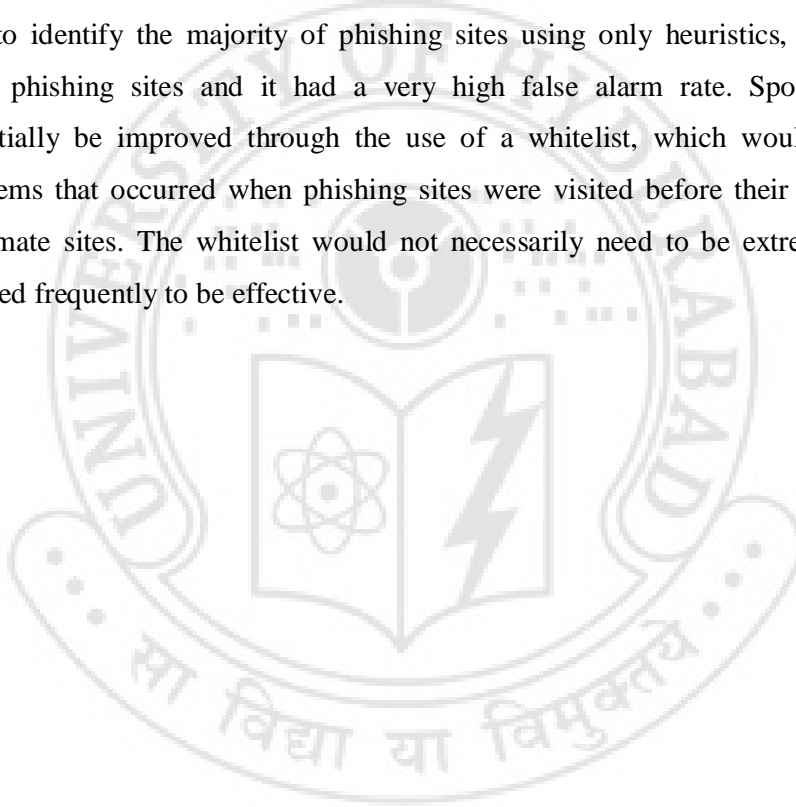 to identify the majority of phishing sites using only heuristics,
phishing sites and it had a very high false alarm rate. Spo
tially be improved through the use of a whitelist, which woul
ems that occurred when phishing sites were visited before their
mate sites. The whitelist would not necessarily need to be extre
ed frequently to be effective.
UNIVERSITY OF HYDERABAD
सा विद्या या विमुक्तये